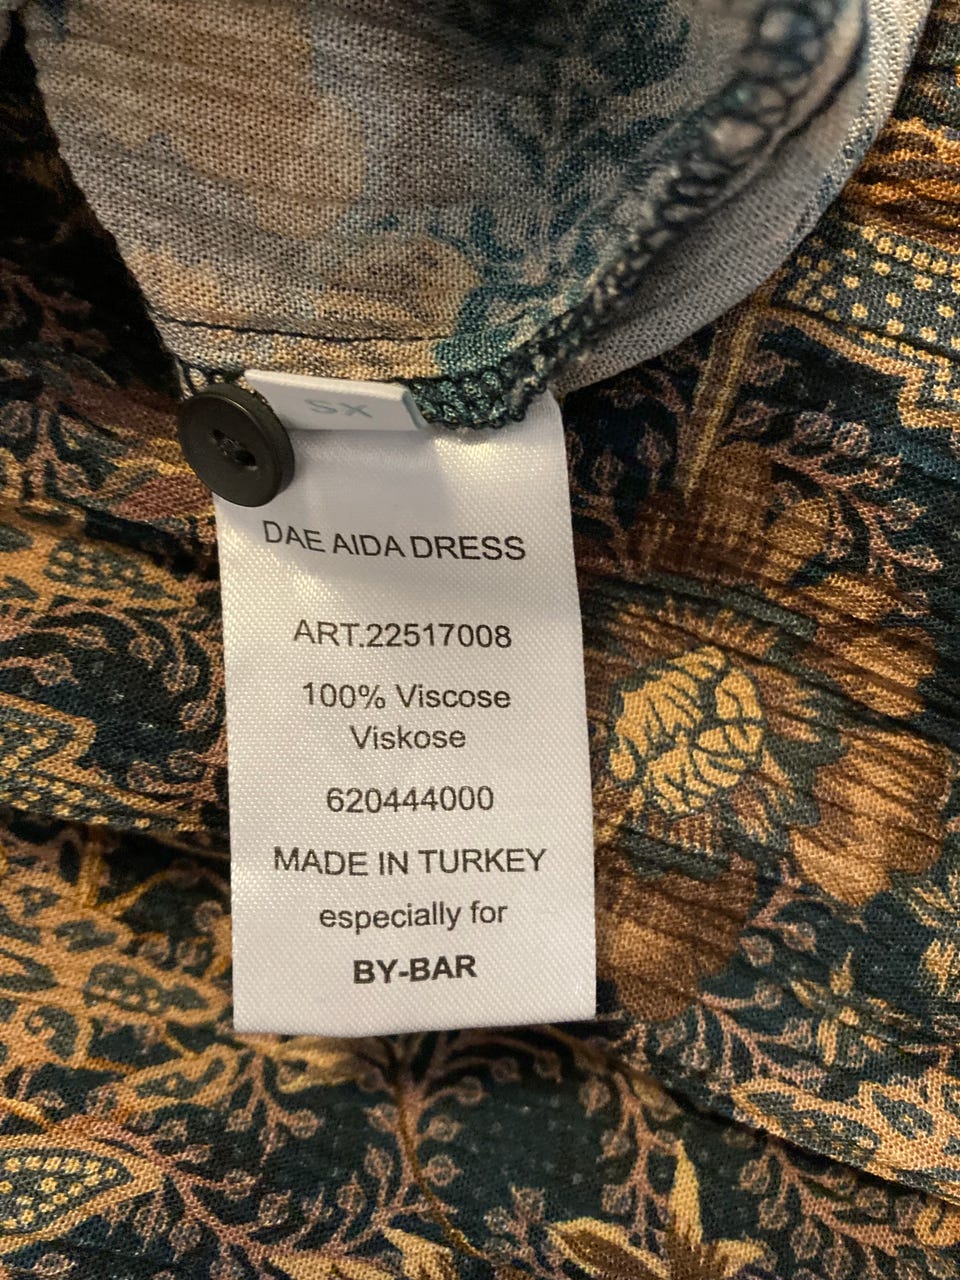 XS
DAE AIDA DRESS
ART.22517008
100% Viscose
Viskose
620444000
MADE IN TURKEY
especially for
BY-BAR